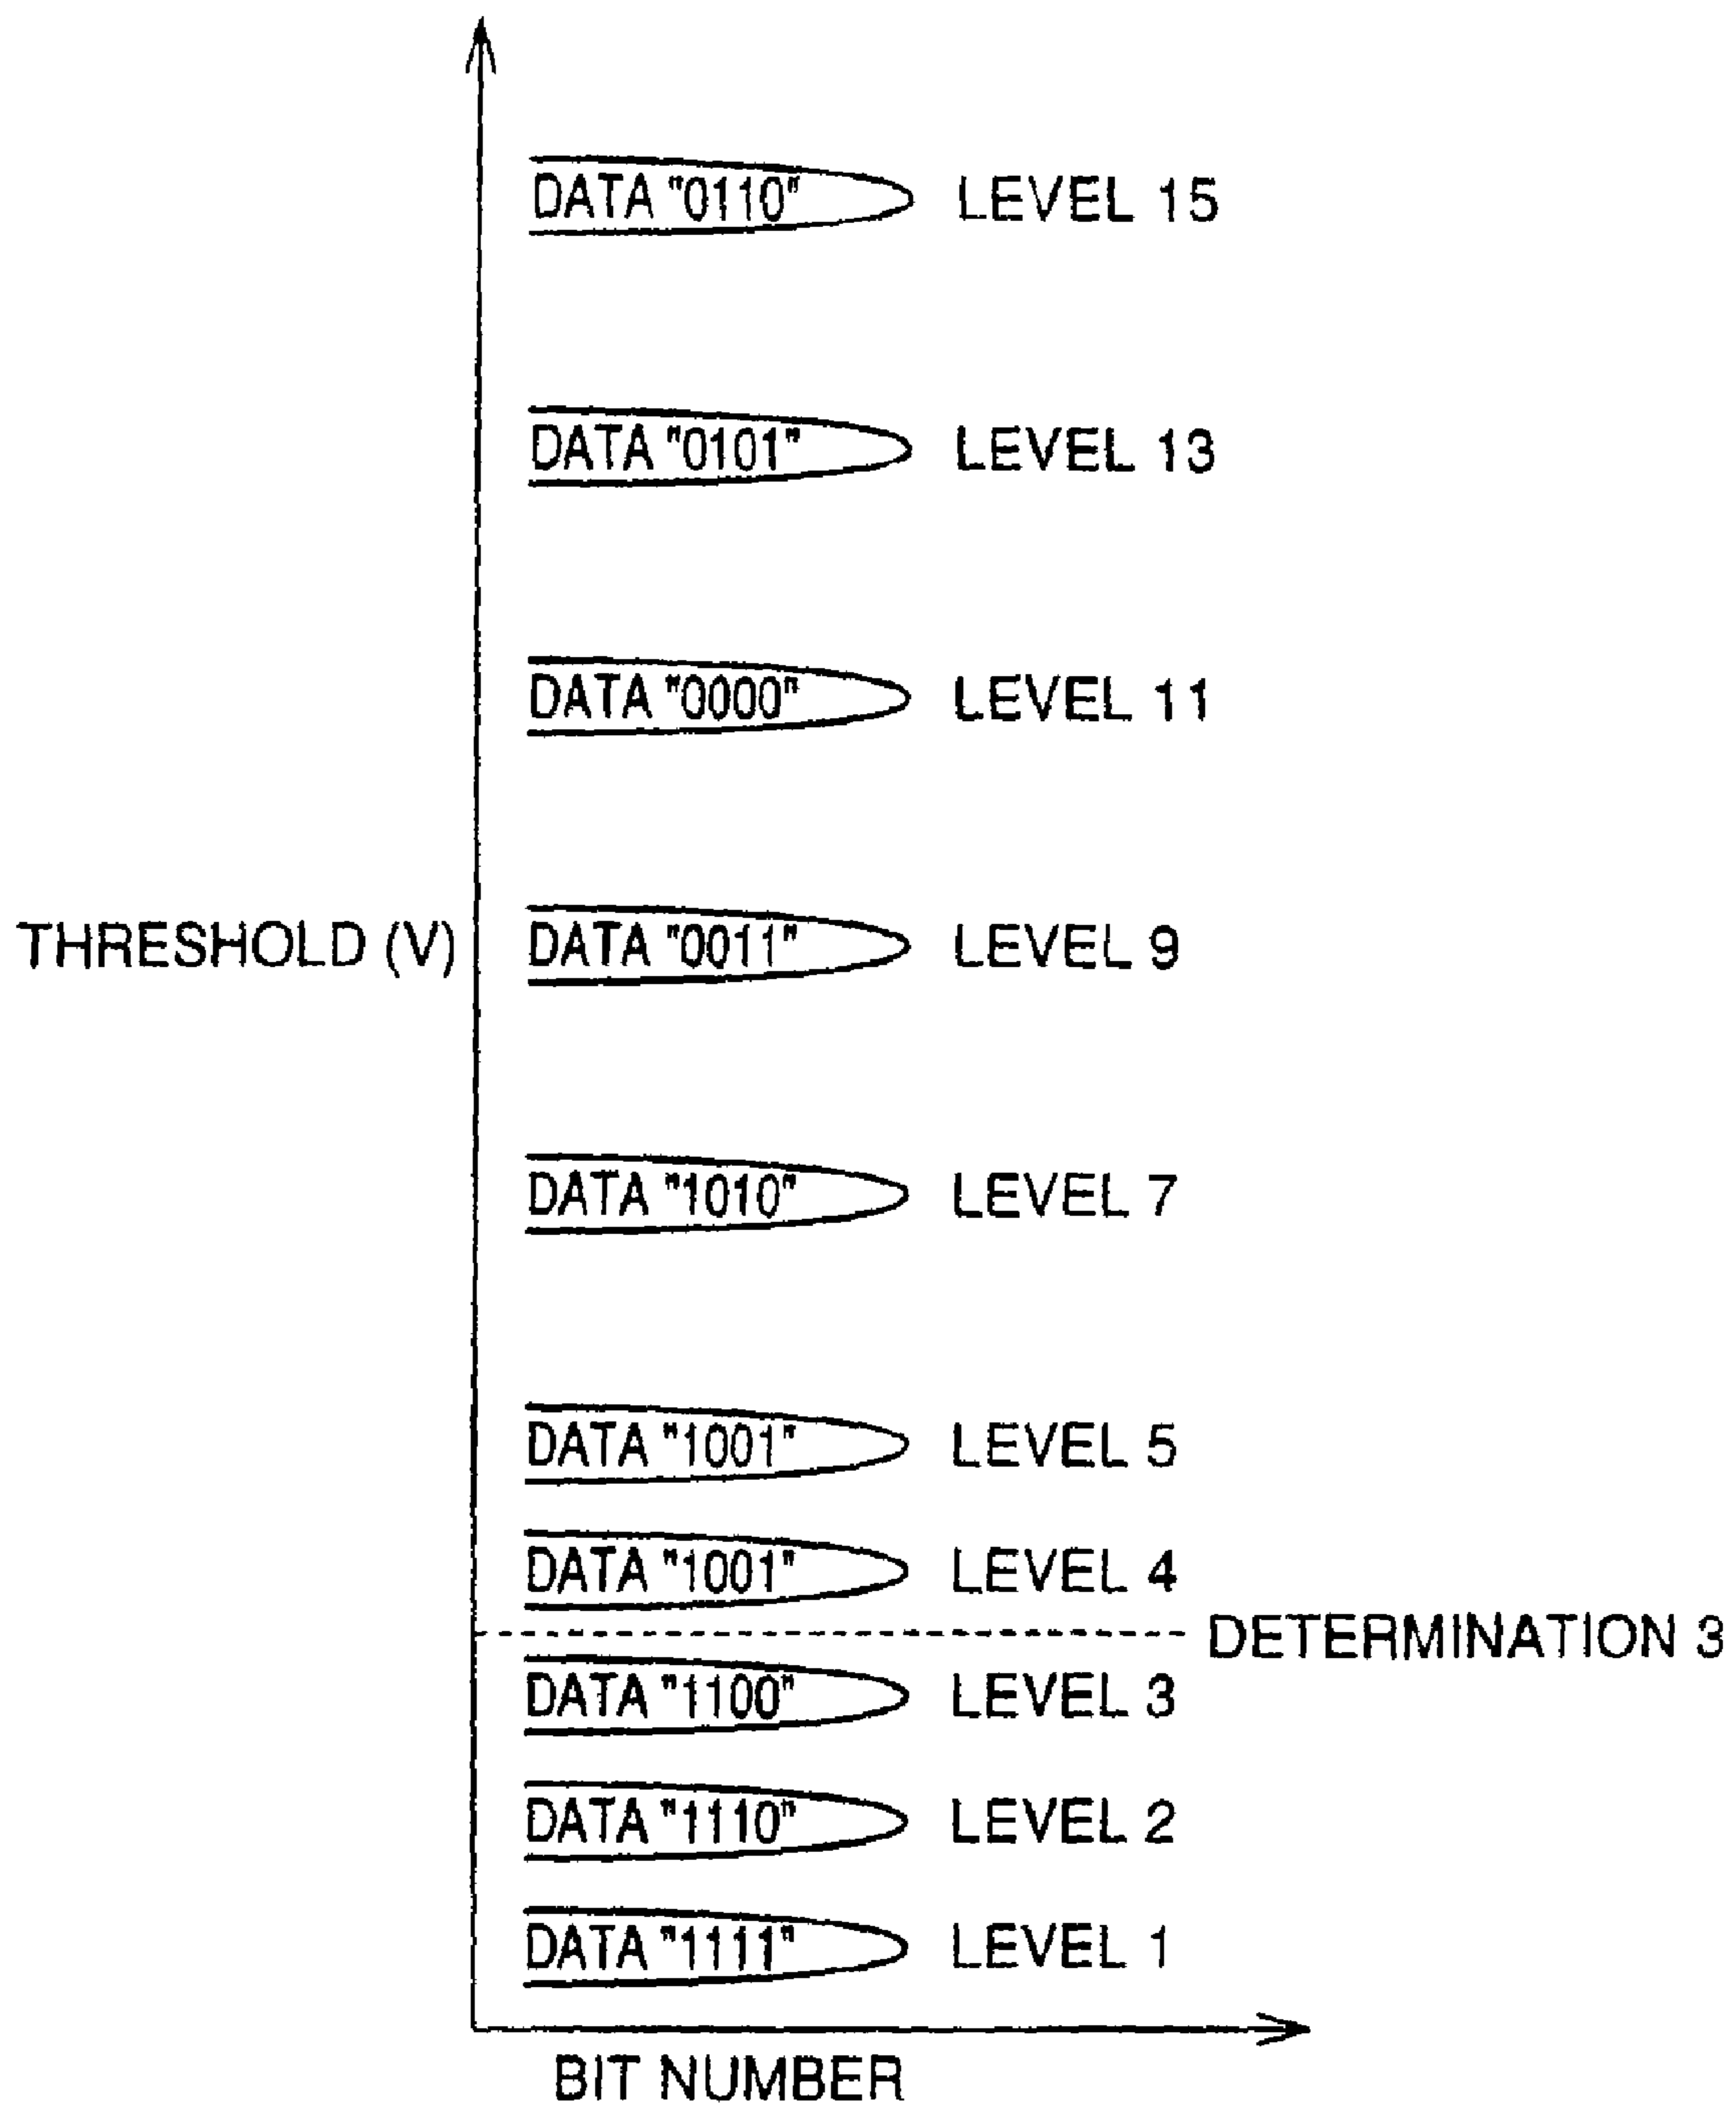 DATA "0110" LEVEL 15
DATA "0101" LEVEL 13
DATA "0000" LEVEL 11
THRESHOLD (V) DATA "0011" LEVEL 9
DATA "1010" LEVEL 7
DATA "1001" LEVEL 5
DATA "1001" LEVEL 4
DETERMINATION 3
DATA "1100" LEVEL 3
DATA "1110" LEVEL 2
DATA "1111" LEVEL 1
BIT NUMBER